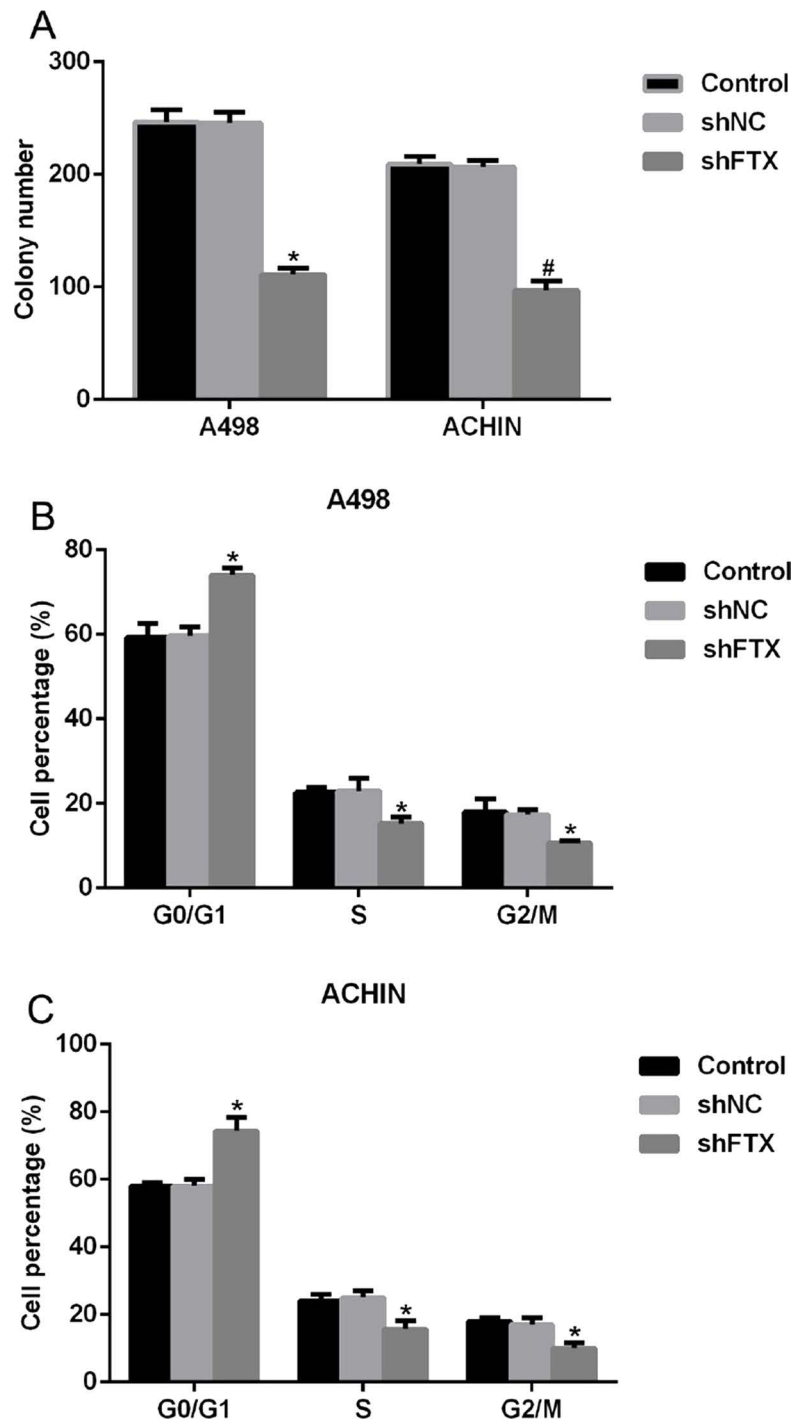 A
300
200
100
0
Colony number
*
#
A498
ACHIN
Control
shNC
shFTX
B
A498
80
60
40
20
0
Cell percentage (%)
*
*
*
G0/G1
S
G2/M
Control
shNC
shFTX
C
ACHIN
100
80
60
40
20
0
Cell percentage (%)
*
*
*
G0/G1
S
G2/M
Control
shNC
shFTX